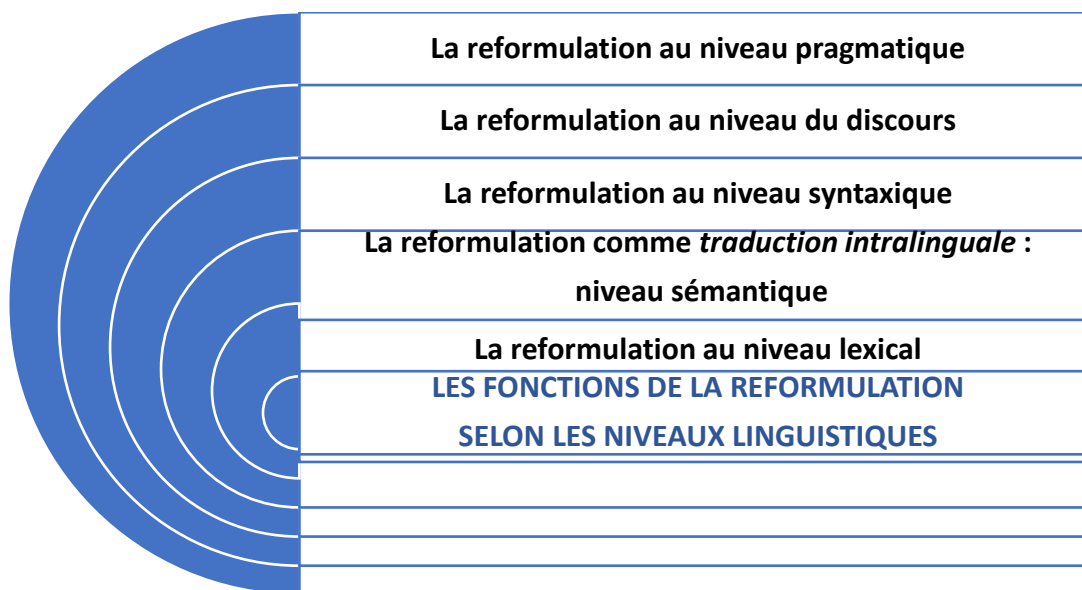 La reformulation au niveau pragmatique
La reformulation au niveau du discours
La reformulation au niveau syntaxique
La reformulation comme traduction intralinguale :
niveau sémantique
La reformulation au niveau lexical
LES FONCTIONS DE LA REFORMULATION
SELON LES NIVEAUX LINGUISTIQUES